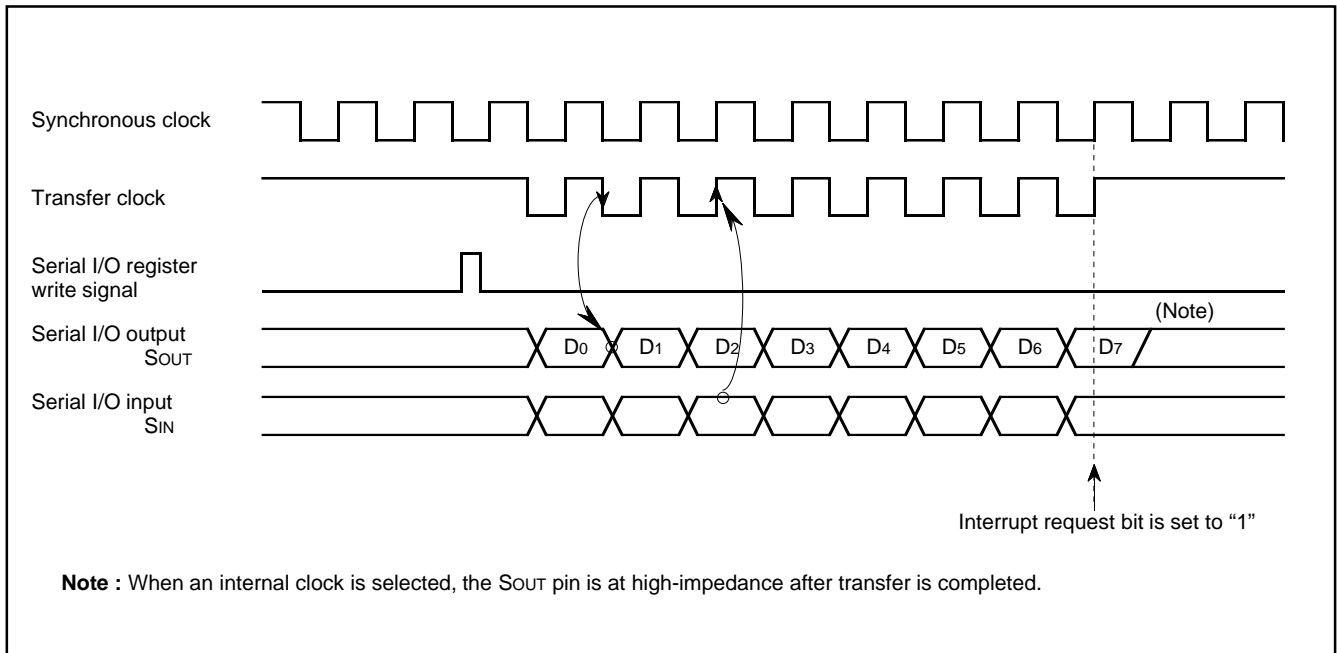 Synchronous clock
Transfer clock
Serial I/O register
write signal
(Note)
Serial I/O output
SOUT
D0 D1 D2 D3 D4 D5 D6 D7
Serial I/O input
SIN
Interrupt request bit is set to “1”
Note : When an internal clock is selected, the SOUT pin is at high-impedance after transfer is completed.